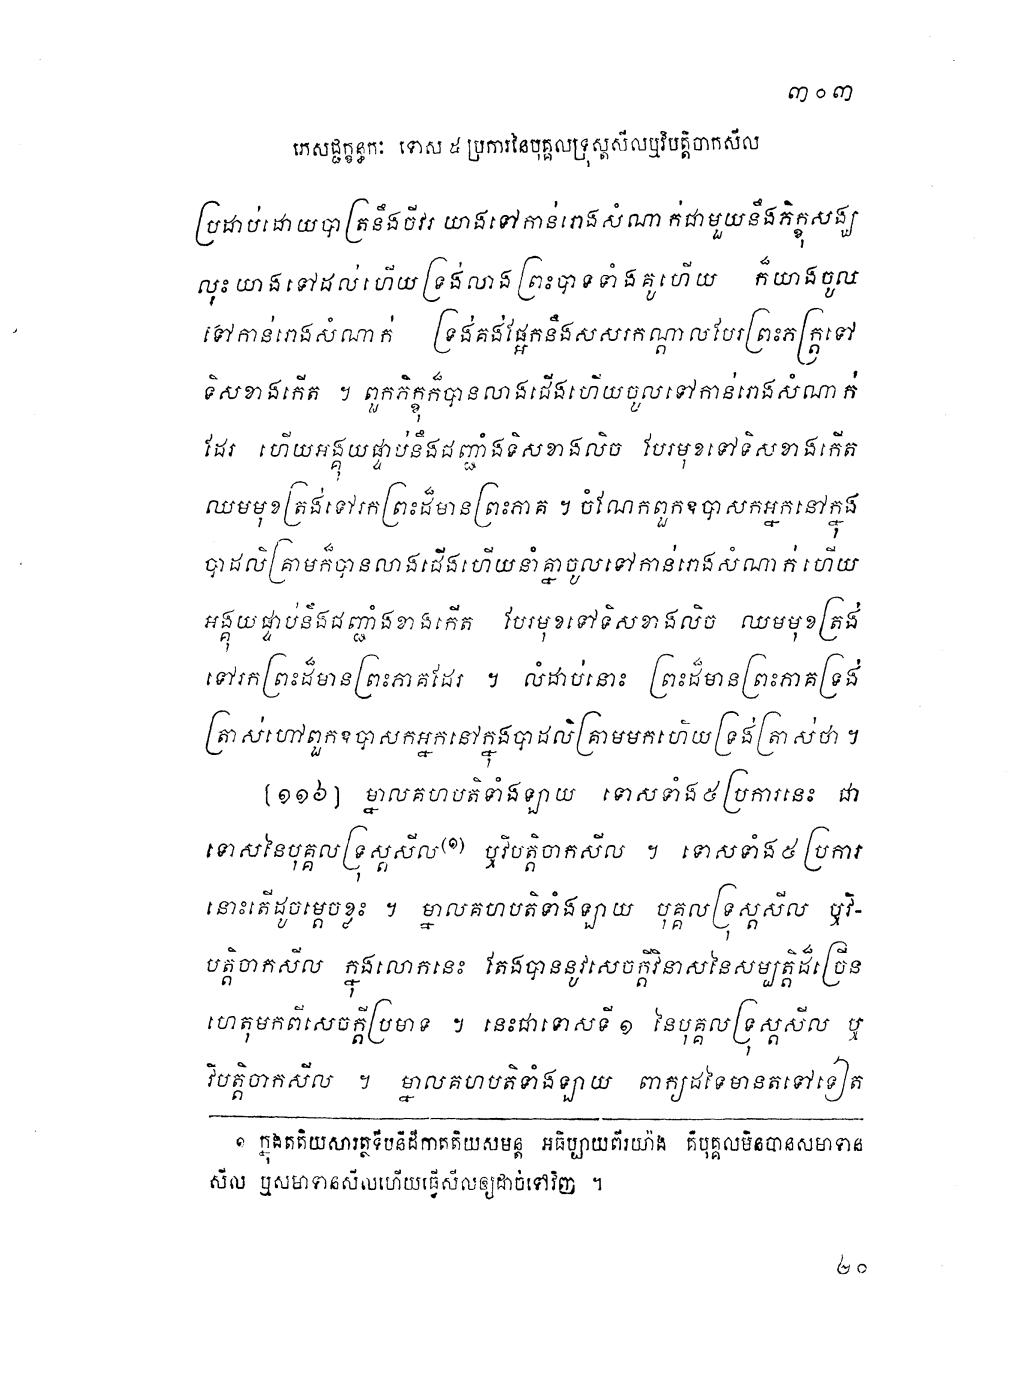 ៣០៣
ភេសជ្ជក្ខន្ធកៈ ទោស ៥ ប្រការនៃបុគ្គលទ្រុស្តសីលឬវិបត្តិចាកសីល
ប្រដាប់ដោយបាត្រនឹងចីវរ យាងទៅកាន់រោងសំណាក់ជាមួយនឹងភិក្ខុសង្ឃ
លុះយាងទៅដល់ហើយទ្រង់លាងព្រះបាទទាំងគូហើយ ក៏យាងចូល
ទៅកាន់រោងសំណាក់ ទ្រង់គង់ផ្អែកនឹងសសរកណ្តាលបែរព្រះភក្ត្រទៅ
ទិសខាងកើត ។ ពួកភិក្ខុក៏បានលាងជើងហើយចូលទៅកាន់រោងសំណាក់
ដែរ ហើយអង្គុយផ្ទាប់នឹងជញ្ជាំងទិសខាងលិច បែរមុខទៅទិសខាងកើត
ឈមមុខត្រង់ទៅរកព្រះដ៏មានព្រះភាគ ។ ចំណែកពួកឧបាសកអ្នកនៅក្នុង
បាដលិគ្រាមក៏បានលាងជើងហើយនាំគ្នាចូលទៅកាន់រោងសំណាក់ហើយ
អង្គុយផ្ទាប់នឹងជញ្ជាំងខាងកើត បែរមុខទៅទិសខាងលិច ឈមមុខត្រង់
ទៅរកព្រះដ៏មានព្រះភាគដែរ ។ លំដាប់នោះ ព្រះដ៏មានព្រះភាគទ្រង់
ត្រាស់ហៅពួកឧបាសកអ្នកនៅក្នុងបាដលិគ្រាមមកហើយទ្រង់ត្រាស់ថា ។
[១១៦] ម្នាលគហបតិទាំងឡាយ ទោសទាំង៥ប្រការនេះ ជា
ទោសនៃបុគ្គលទ្រុស្តសីល(១) ឬវិបត្តិចាកសីល ។ ទោសទាំង៥ប្រការ
នោះតើដូចម្តេចខ្លះ ។ ម្នាលគហបតិទាំងឡាយ បុគ្គលទ្រុស្តសីល ឬវិ-
បត្តិចាកសីល ក្នុងលោកនេះ តែងបាននូវសេចក្តីវិនាសនៃសម្បត្តិដ៏ច្រើន
ហេតុមកពីសេចក្តីប្រមាទ ។ នេះជាទោសទី១ នៃបុគ្គលទ្រុស្តសីល ឬ
វិបត្តិចាកសីល ។ ម្នាលគហបតិទាំងឡាយ ពាក្យដទៃមានតទៅទៀត
១ ក្នុងតតិយសារត្ថទីបនីដីកាតតិយសមន្ត អធិប្បាយពីរយ៉ាង គឺបុគ្គលមិនបានសមាទាន
សីល ឬសមាទានសីលហើយធ្វើសីលឲ្យដាច់ទៅវិញ ។
៤០